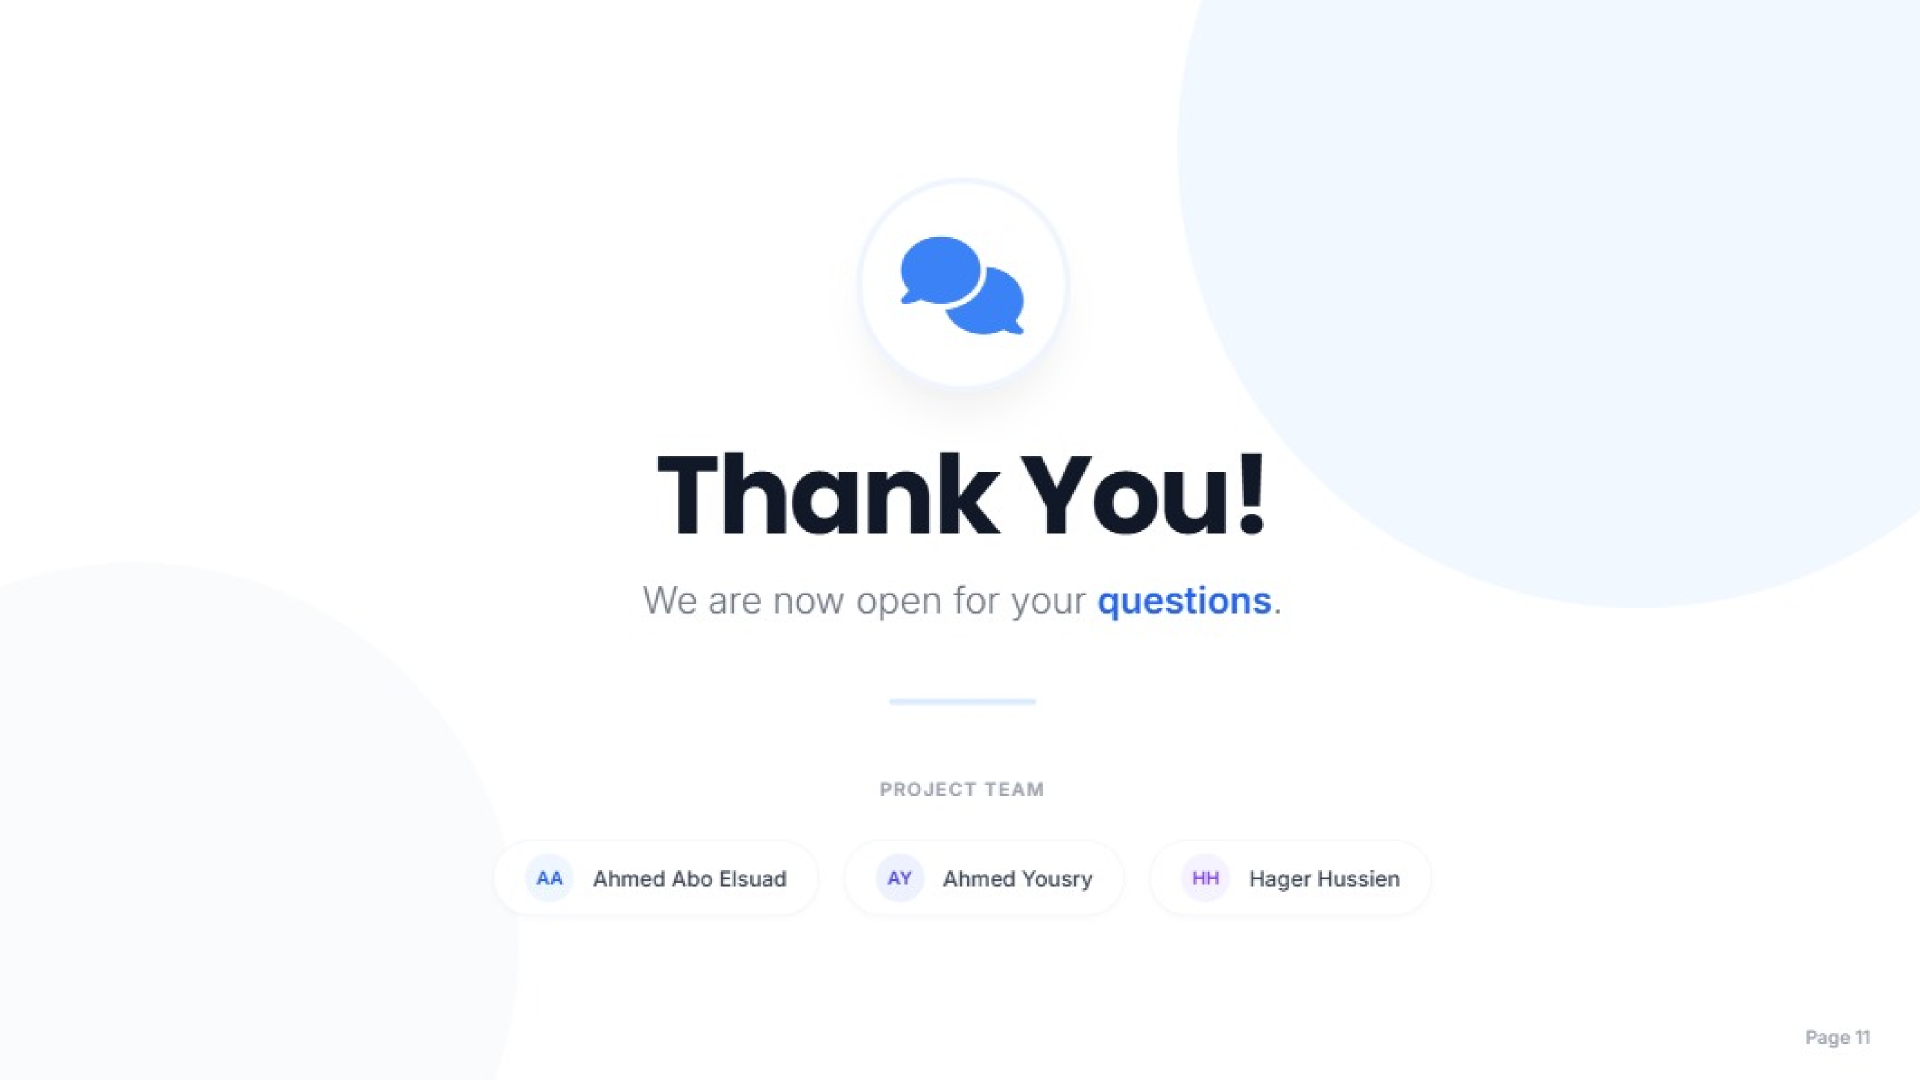 Thank You!
We are now open for your questions.
PROJECT TEAM
AA Ahmed Abo Elsuad
AY Ahmed Yousry
HH Hager Hussien
Page 11